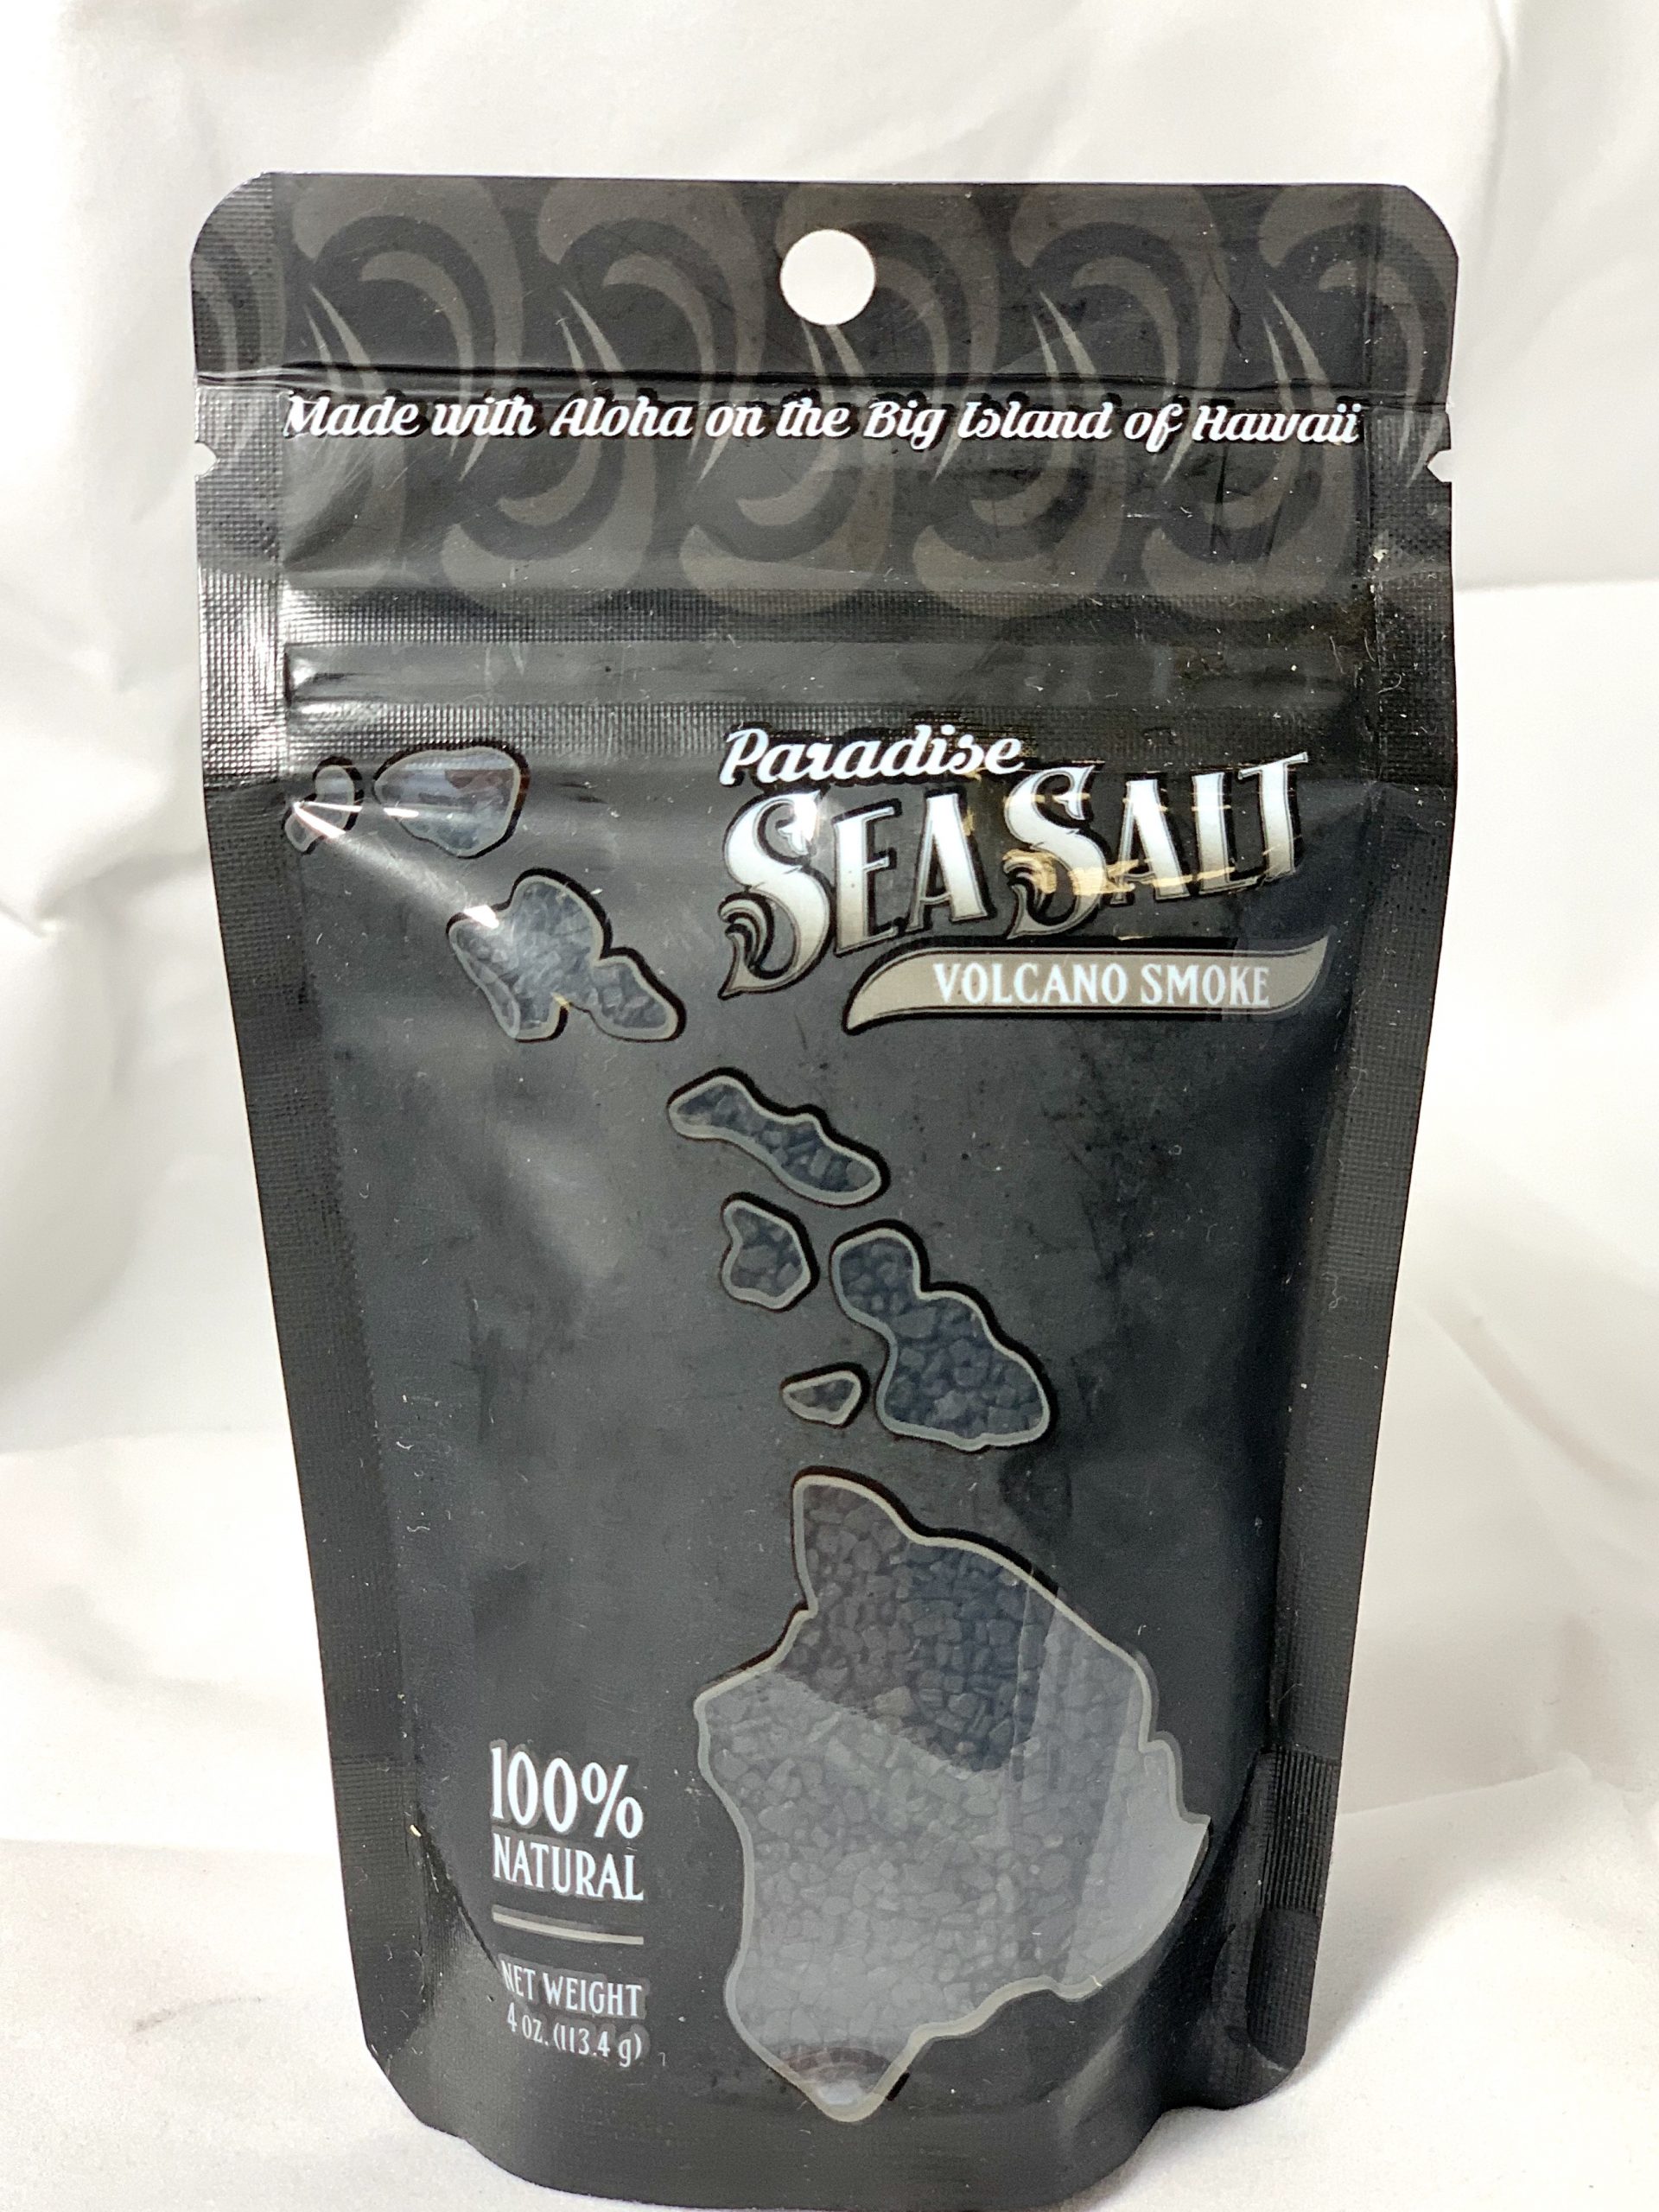 Made with Aloha on the Big Island of Hawaii
Paradise
SEA SALT
VOLCANO SMOKE
100%
NATURAL
NET WEIGHT
4 OZ. (113.4 g)